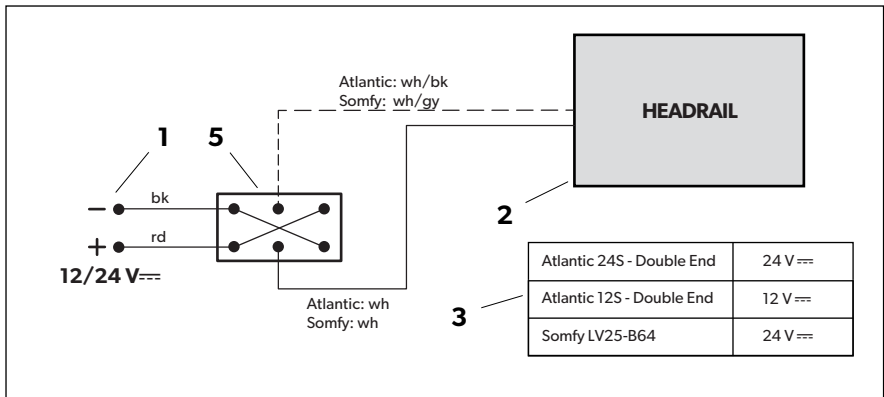 Atlantic: wh/bk
Somfy: wh/gy
HEADRAIL
1
5
bk
2
rd
12/24 V⎓
Atlantic: wh
Somfy: wh
3
Atlantic 24S - Double End 24 V⎓
Atlantic 12S - Double End 12 V⎓
Somfy LV25-B64 24 V⎓